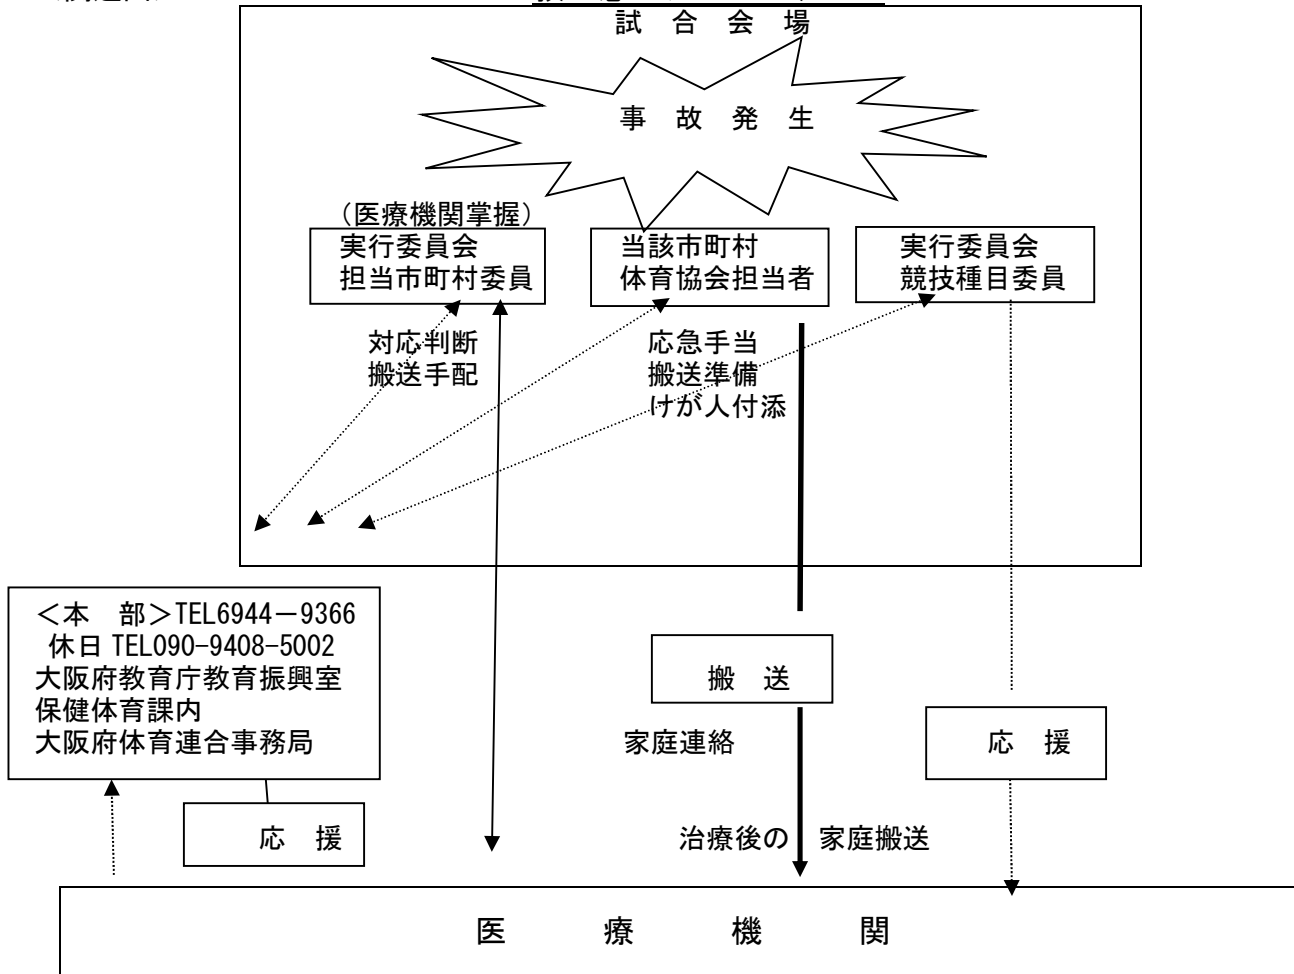 試　合　会　場
事　故　発　生
（医療機関掌握）
実行委員会
担当市町村委員
当該市町村
体育協会担当者
実行委員会
競技種目委員
対応判断
搬送手配
応急手当
搬送準備
けが人付添
＜本　部＞TEL6944－9366
休日 TEL090-9408-5002
大阪府教育庁教育振興室
保健体育課内
大阪府体育連合事務局
搬　送
家庭連絡
応　援
応　援
治療後の　家庭搬送
医　療　機　関